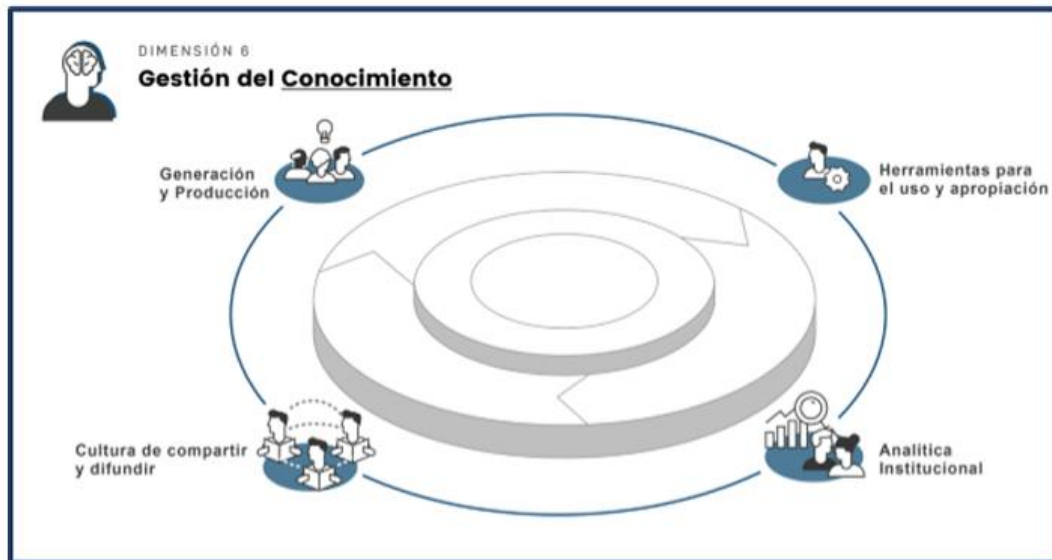 DIMENSIÓN 6
Gestión del Conocimiento
Generación
y Producción
Herramientas para
el uso y apropiación
Cultura de compartir
y difundir
Analítica
Institucional